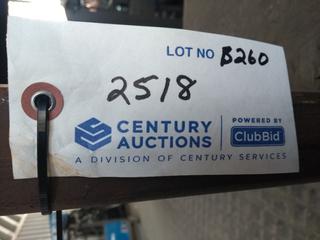 LOT NO B260
2518
CENTURY
AUCTIONS
POWERED BY
ClubBid
A DIVISION OF CENTURY SERVICES